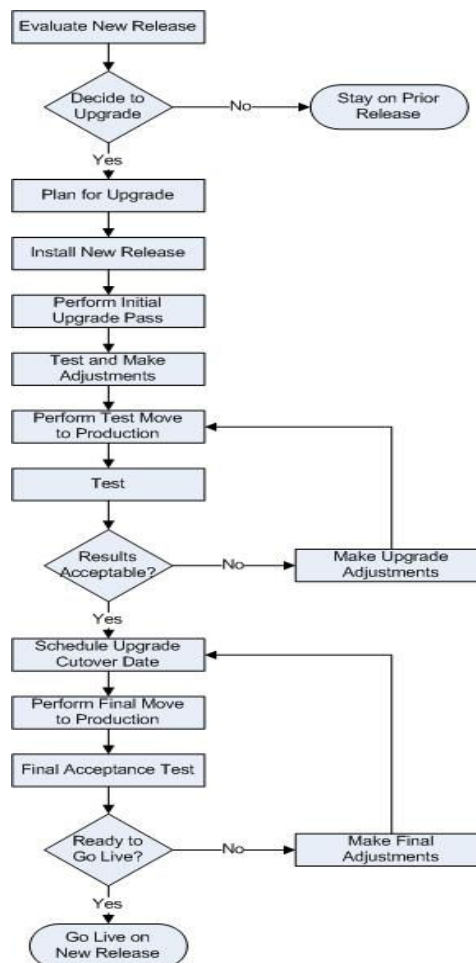 Evaluate New Release
Decide to
Upgrade
No
Stay on Prior
Release
Yes
Plan for Upgrade
Install New Release
Perform Initial
Upgrade Pass
Test and Make
Adjustments
Perform Test Move
to Production
Test
Results
Acceptable?
No
Make Upgrade
Adjustments
Yes
Schedule Upgrade
Cutover Date
Perform Final Move
to Production
Final Acceptance Test
Ready to
Go Live?
No
Make Final
Adjustments
Yes
Go Live on
New Release